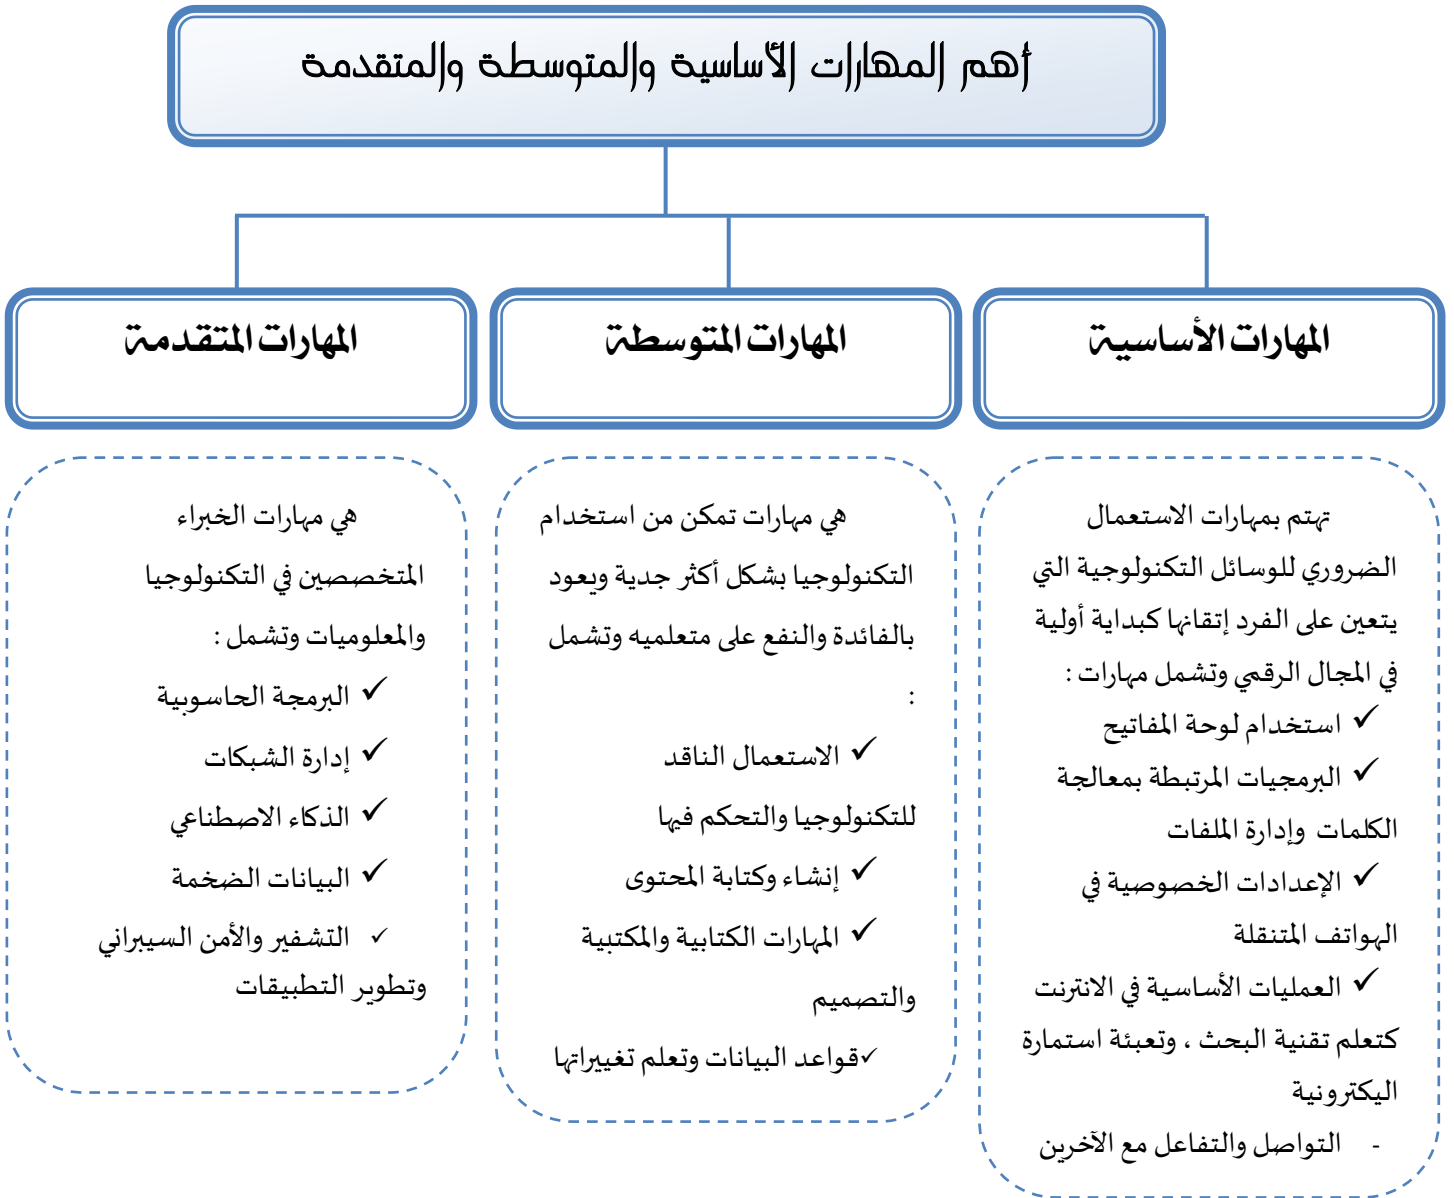 أهم المهارات الأساسية والمتوسطة والمتقدمة
المهارات الأساسية
تهتم بمهارات الاستعمال
الضروري للوسائل التكنولوجية التي
يتعين على الفرد إتقانها كبداية أولية
في المجال الرقمي وتشمل مهارات :
✓ استخدام لوحة المفاتيح
✓ البرمجيات المرتبطة بمعالجة
الكلمات وإدارة الملفات
✓ الإعدادات الخصوصية في
الهواتف المتنقلة
✓ العمليات الأساسية في الانترنت
كتعلم تقنية البحث ، وتعبئة استمارة
اليكترونية
- التواصل والتفاعل مع الآخرين
المهارات المتوسطة
هي مهارات تمكن من استخدام
التكنولوجيا بشكل أكثر جدية ويعود
بالفائدة والنفع على متعلميه وتشمل
:
✓ الاستعمال الناقد
للتكنولوجيا والتحكم فيها
✓ إنشاء وكتابة المحتوى
✓ المهارات الكتابية والمكتبية
والتصميم
✓ قواعد البيانات وتعلم تغييراتها
المهارات المتقدمة
هي مهارات الخبراء
المتخصصين في التكنولوجيا
والمعلوميات وتشمل :
✓ البرمجة الحاسوبية
✓ إدارة الشبكات
✓ الذكاء الاصطناعي
✓ البيانات الضخمة
✓ التشفير والأمن السيبراني
وتطوير التطبيقات